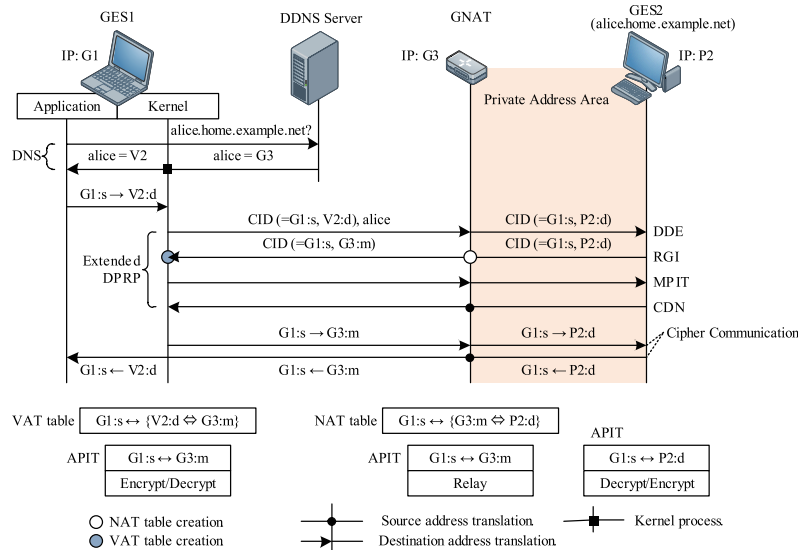 GES1
DDNS Server
GNAT
GES2
(alice.home.example.net)
IP: G1
IP: G3
IP: P2
Application
Kernel
Private Address Area
alice.home.example.net?
DNS
alice = V2
alice = G3
G1:s → V2:d
CID (=G1:s, V2:d), alice
CID (=G1:s, P2:d)
DDE
CID (=G1:s, G3:m)
CID (=G1:s, P2:d)
RGI
Extended
DPRP
MPIT
CDN
G1:s → G3:m
G1:s → P2:d
Cipher Communication
G1:s ← V2:d
G1:s ← G3:m
G1:s ← P2:d
VAT table
G1:s ↔ {V2:d ⇔ G3:m}
NAT table
G1:s ↔ {G3:m ⇔ P2:d}
APIT
G1:s ↔ G3:m
Encrypt/Decrypt
APIT
G1:s ↔ G3:m
Relay
APIT
G1:s ↔ P2:d
Decrypt/Encrypt
NAT table creation
VAT table creation
Source address translation.
Destination address translation.
Kernel process.